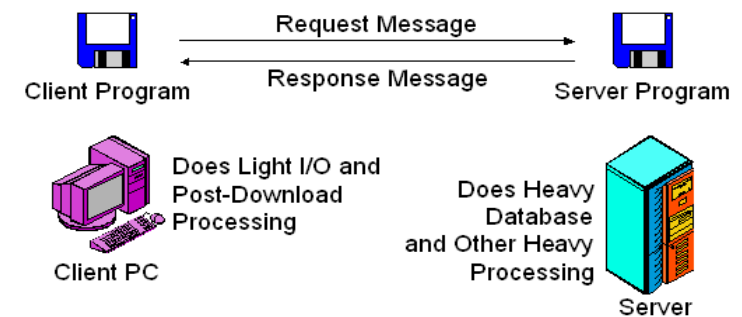 Request Message
Response Message
Client Program
Server Program
Does Light I/O and
Post-Download
Processing
Client PC
Does Heavy
Database
and Other Heavy
Processing
Server